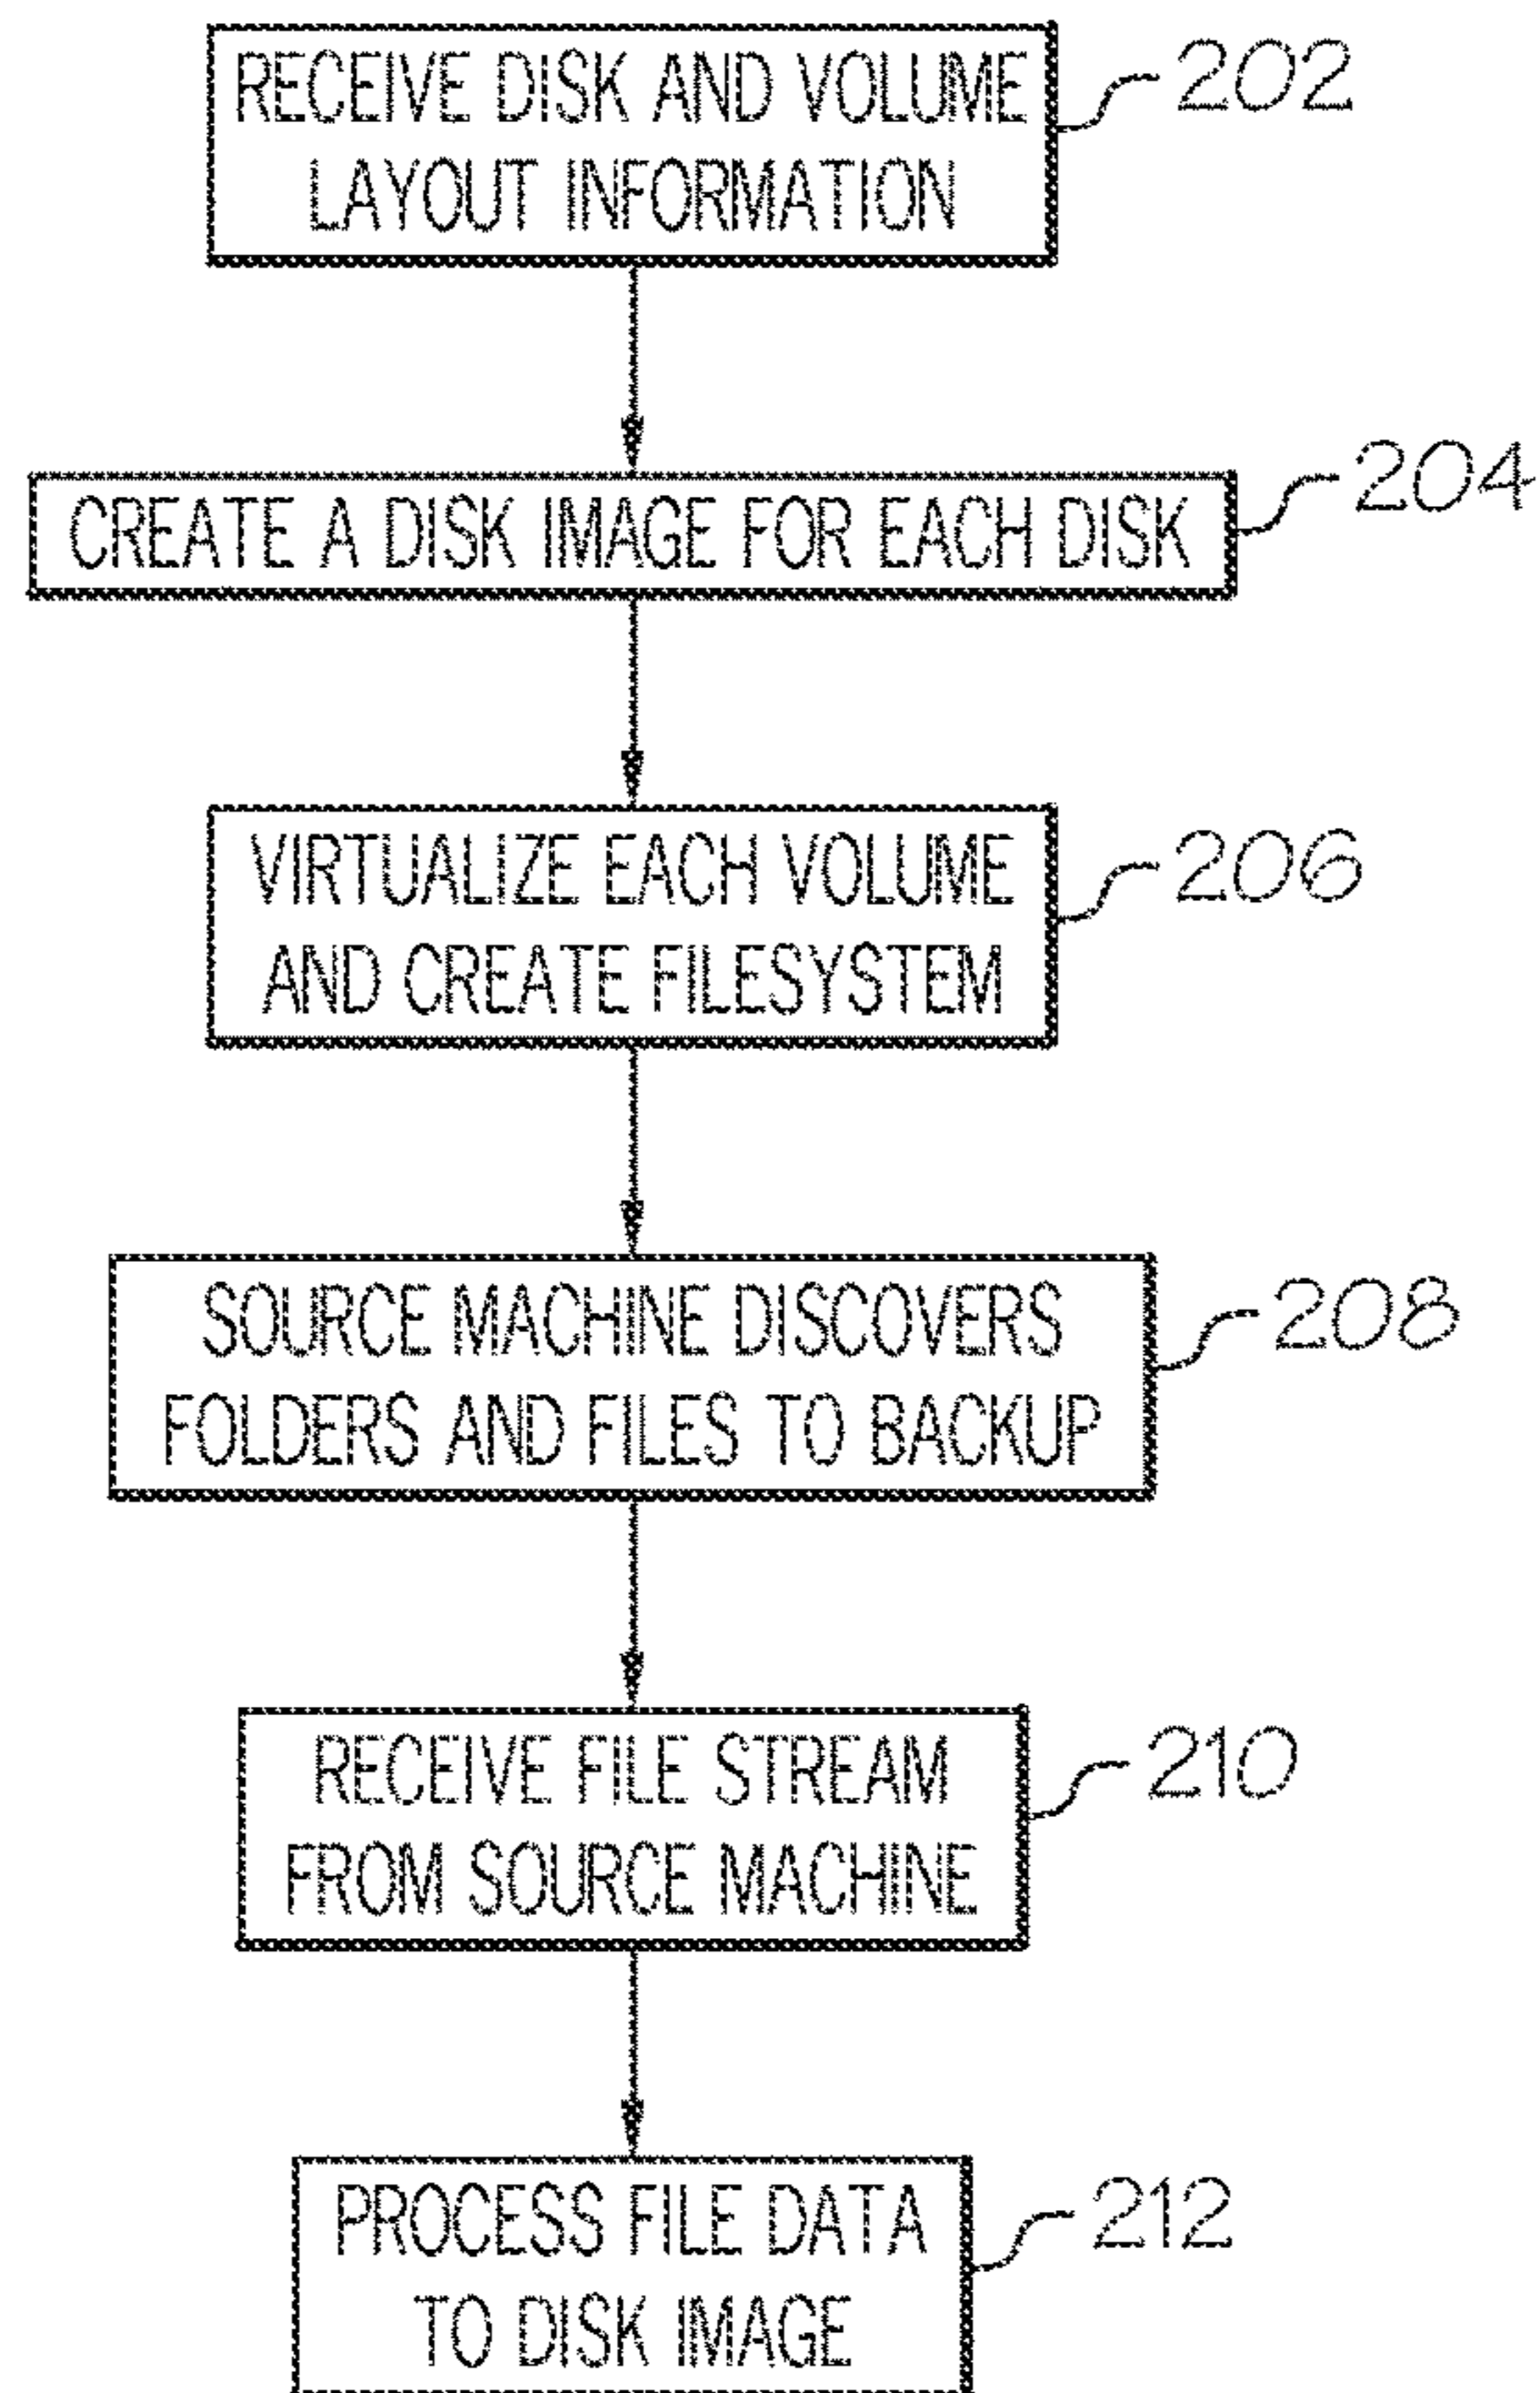 RECEIVE DISK AND VOLUME
LAYOUT INFORMATION
202
CREATE A DISK IMAGE FOR EACH DISK
204
VIRTUALIZE EACH VOLUME
AND CREATE FILESYSTEM
206
SOURCE MACHINE DISCOVERS
FOLDERS AND FILES TO BACKUP
208
RECEIVE FILE STREAM
FROM SOURCE MACHINE
210
PROCESS FILE DATA
TO DISK IMAGE
212